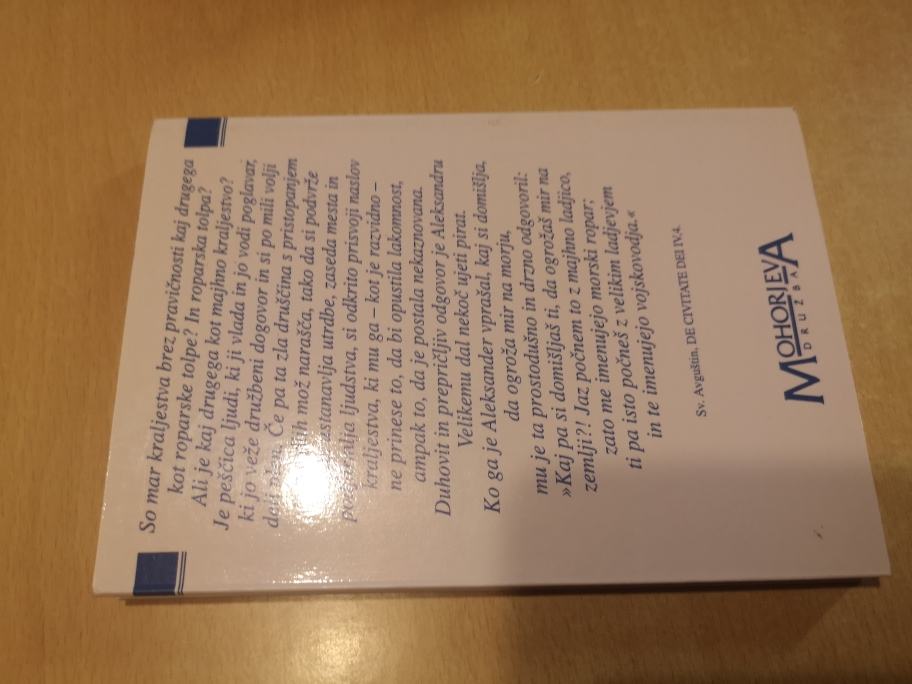 So mar kraljestva brez pravičnosti kaj drugega
kot roparske tolpe? In roparska tolpa?
Ali je kaj drugega kot majhno kraljestvo?
Je peščica ljudi, ki ji vlada in jo vodi poglavar,
ki jo veže družbeni dogovor in si po mili volji
deli plen. Če pa ta zla druščina s pristopanjem
mož narašča, tako da si podvrže
ustanavlja utrdbe, zaseda mesta in
ljudstva, si odkrito prisvoji naslov
kraljestva, ki mu ga – kot je razvidno –
ne prinese to, da bi opustila lakomnost,
ampak to, da je postala nekaznovana.
Duhovit in prepričljiv odgovor je Aleksandru
Velikemu dal nekoč ujeti pirat.
Ko ga je Aleksander vprašal, kaj si domišlja,
da ogroža mir na morju,
mu je ta prostodušno in drzno odgovoril:
»Kaj pa si domišljaš ti, da ogrožaš mir na
zemlji?! Jaz počnem to z majhno ladjico,
zato me imenujejo morski ropar;
ti pa isto počneš z velikim ladjevjem
in te imenujejo vojskovodja.«
Sv. Avguštin, DE CIVITATE DEI IV.4.
MOHORJEVA
DRUŽBA